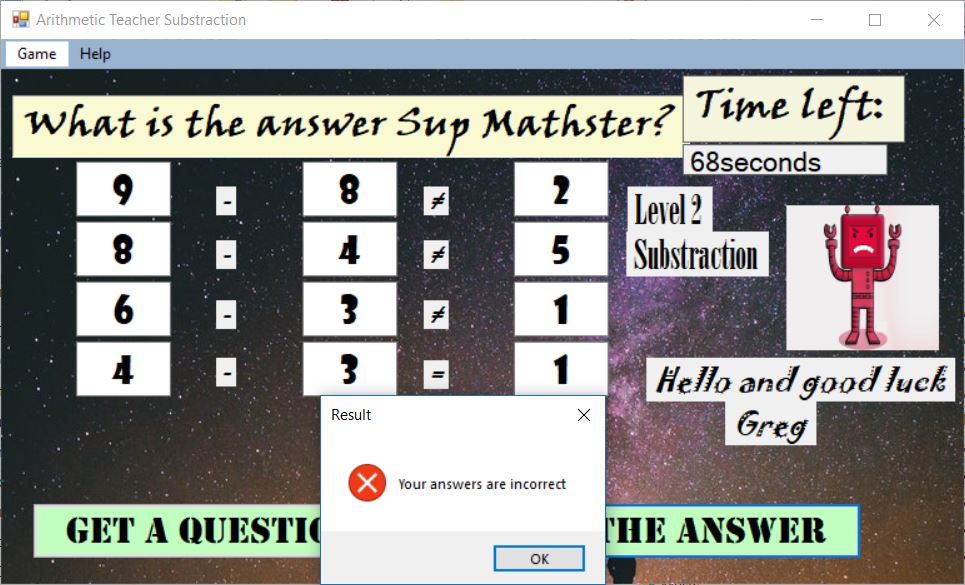 Arithmetic Teacher Substraction
Game Help
What is the answer Sup Mathster?
Time left:
68seconds
9 - 8 ≠ 2
8 - 4 ≠ 5
6 - 3 ≠ 1
4 - 3 = 1
Level 2
Substraction
Hello and good luck
Greg
Result
Your answers are incorrect
GET A
THE ANSWER
OK